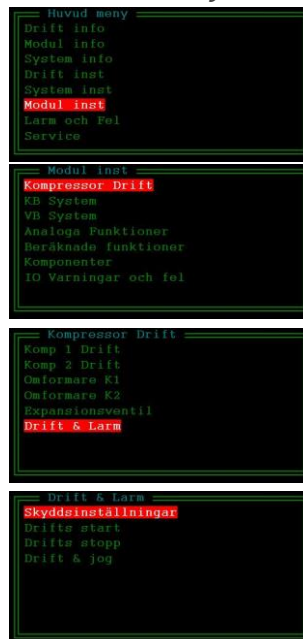 Huvud meny
Drift info
Modul info
System info
Drift inst
System inst
Modul inst
Larm och Fel
Service
Modul inst
Kompressor Drift
KB System
VB System
Analoga Funktioner
Beräknade funktioner
Komponenter
IO Varningar och fel
Kompressor Drift
Komp 1 Drift
Komp 2 Drift
Omformare K1
Omformare K2
Expansionsventil
Drift & Larm
Drift & Larm
Skyddsinställningar
Drifts start
Drifts stopp
Drift & jog